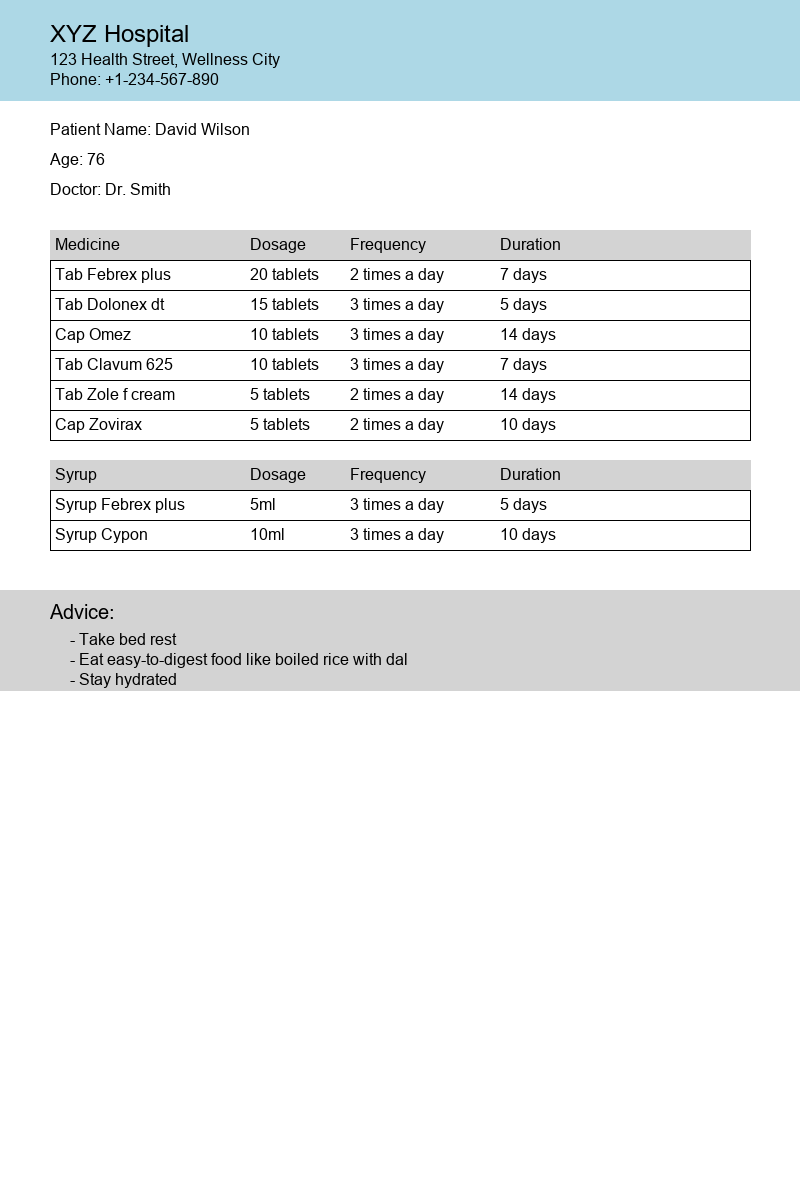 XYZ Hospital
123 Health Street, Wellness City
Phone: +1-234-567-890
Patient Name: David Wilson
Age: 76
Doctor: Dr. Smith
Medicine Dosage Frequency Duration
Tab Febrex plus 20 tablets 2 times a day 7 days
Tab Dolonex dt 15 tablets 3 times a day 5 days
Cap Omez 10 tablets 3 times a day 14 days
Tab Clavum 625 10 tablets 3 times a day 7 days
Tab Zole f cream 5 tablets 2 times a day 14 days
Cap Zovirax 5 tablets 2 times a day 10 days
Syrup Dosage Frequency Duration
Syrup Febrex plus 5ml 3 times a day 5 days
Syrup Cypon 10ml 3 times a day 10 days
Advice:
- Take bed rest
- Eat easy-to-digest food like boiled rice with dal
- Stay hydrated